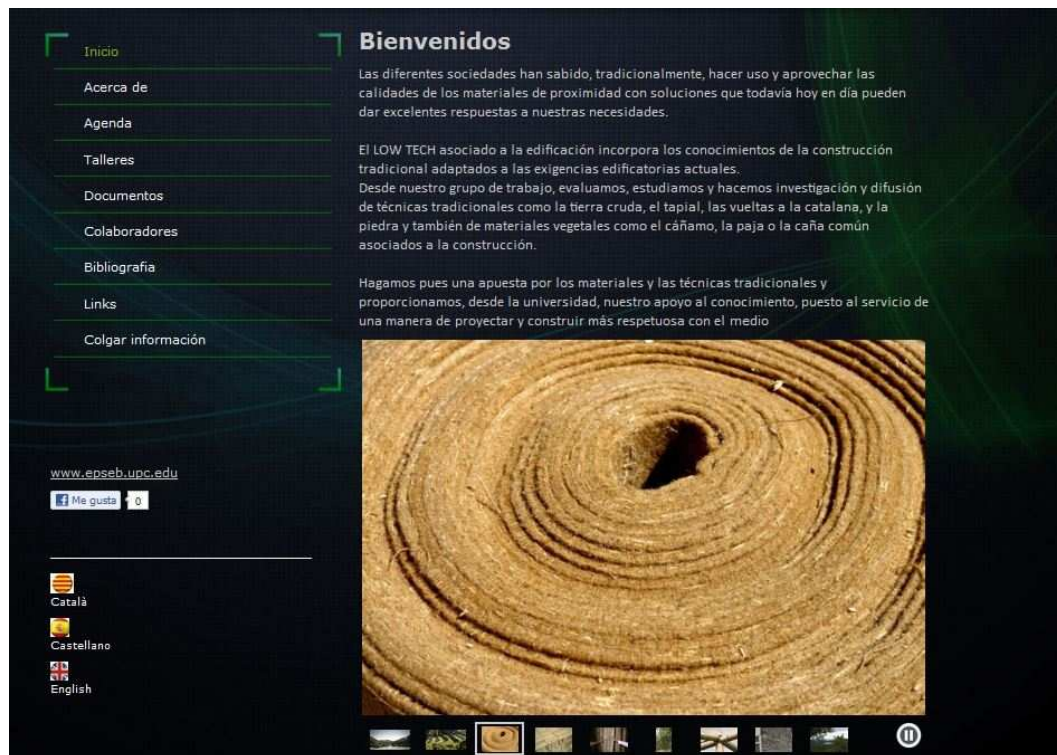 Inicio
Acerca de
Agenda
Talleres
Documentos
Colaboradores
Bibliografia
Links
Colgar información
www.epseb.upc.edu
Me gusta
0
Català
Castellano
English
Bienvenidos
Las diferentes sociedades han sabido, tradicionalmente, hacer uso y aprovechar las
calidades de los materiales de proximidad con soluciones que todavía hoy en día pueden
dar excelentes respuestas a nuestras necesidades.
El LOW TECH asociado a la edificación incorpora los conocimientos de la construcción
tradicional adaptados a las exigencias edificatorias actuales.
Desde nuestro grupo de trabajo, evaluamos, estudiamos y hacemos investigación y difusión
de técnicas tradicionales como la tierra cruda, el tapial, las vueltas a la catalana, y la
piedra y también de materiales vegetales como el cáñamo, la paja o la caña común
asociados a la construcción.
Hagamos pues una apuesta por los materiales y las técnicas tradicionales y
proporcionamos, desde la universidad, nuestro apoyo al conocimiento, puesto al servicio de
una manera de proyectar y construir más respetuosa con el medio